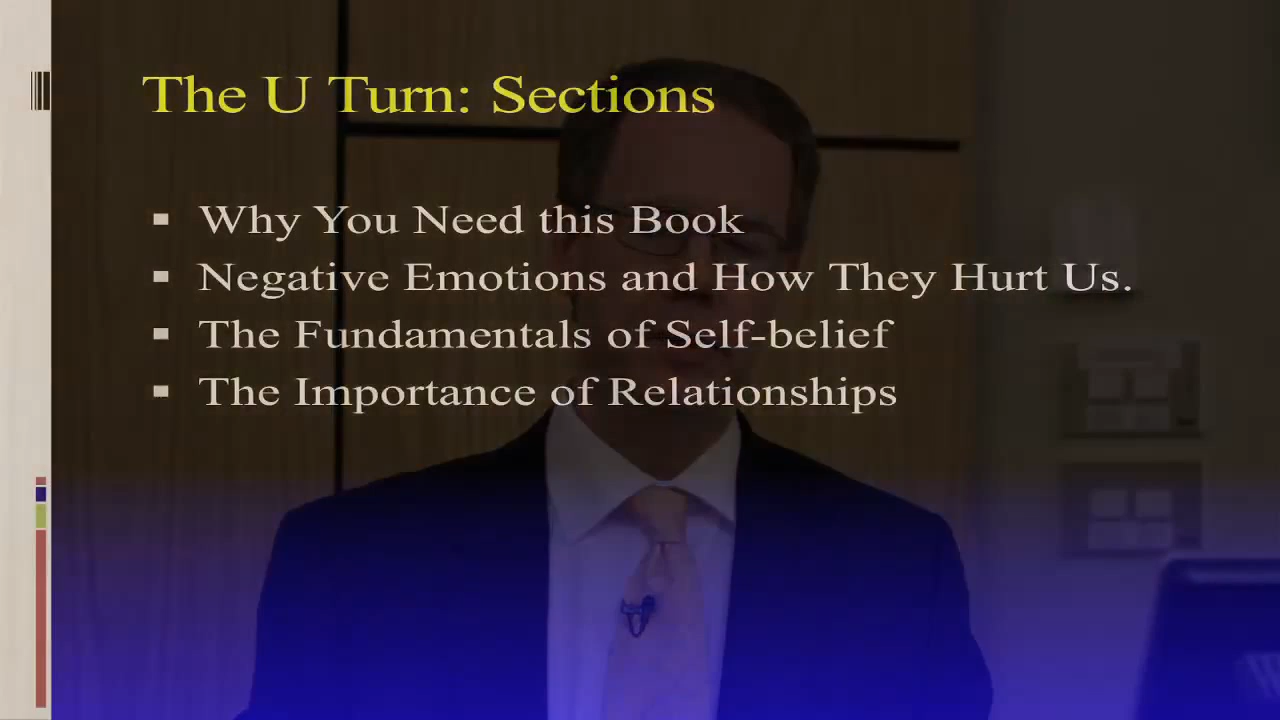 The U Turn: Sections
Why You Need this Book
Negative Emotions and How They Hurt Us.
The Fundamentals of Self-belief
The Importance of Relationships